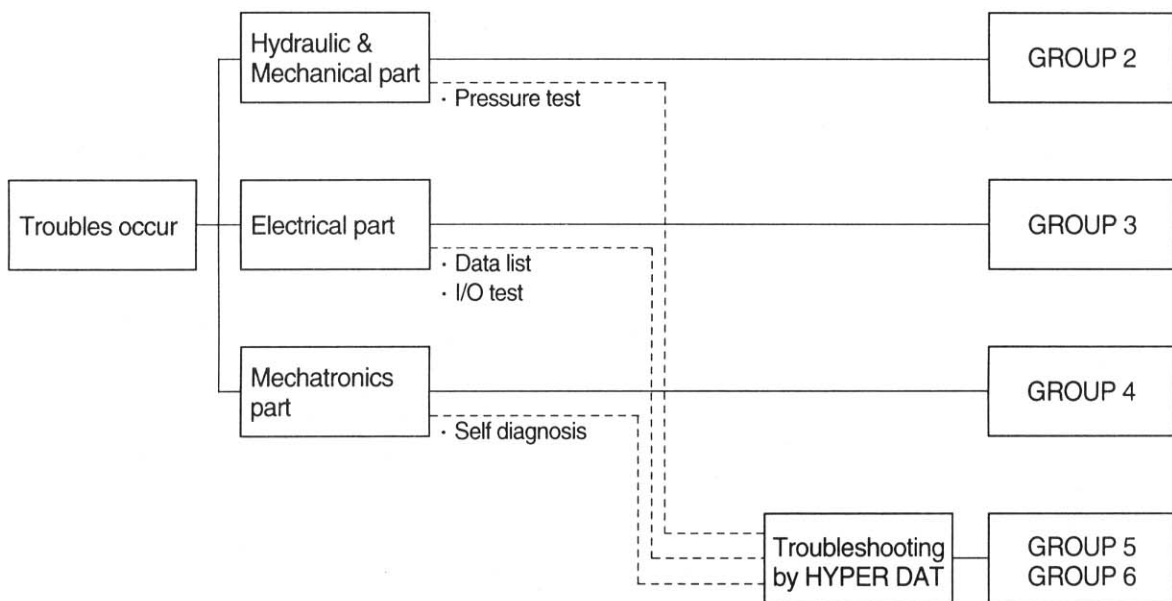 Hydraulic &
Mechanical part
GROUP 2
· Pressure test
Troubles occur
Electrical part
GROUP 3
· Data list
· I/O test
Mechatronics
part
GROUP 4
· Self diagnosis
Troubleshooting
by HYPER DAT
GROUP 5
GROUP 6